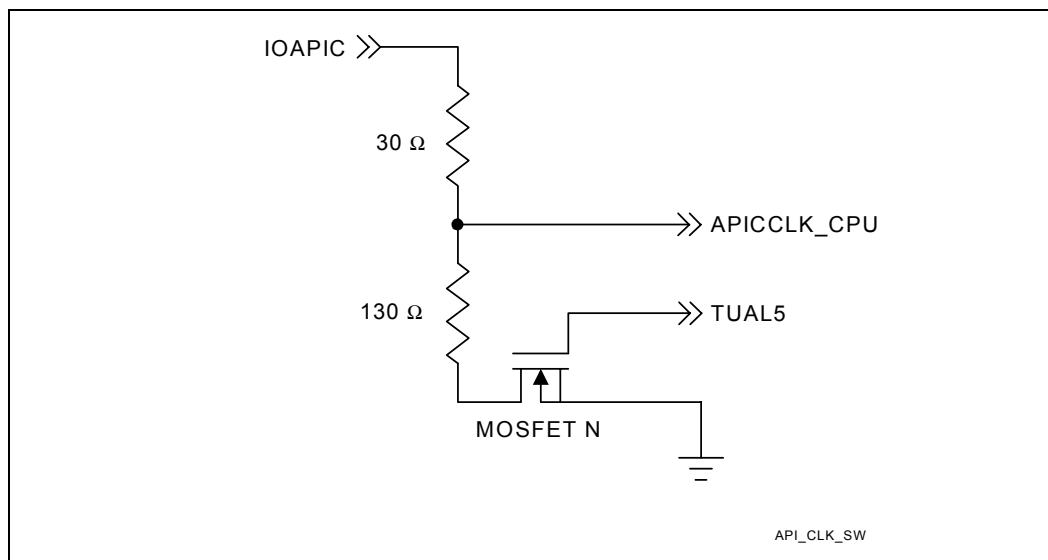 IOAPIC
30 Ω
APICCLK_CPU
130 Ω
TUAL5
MOSFET N
API_CLK_SW